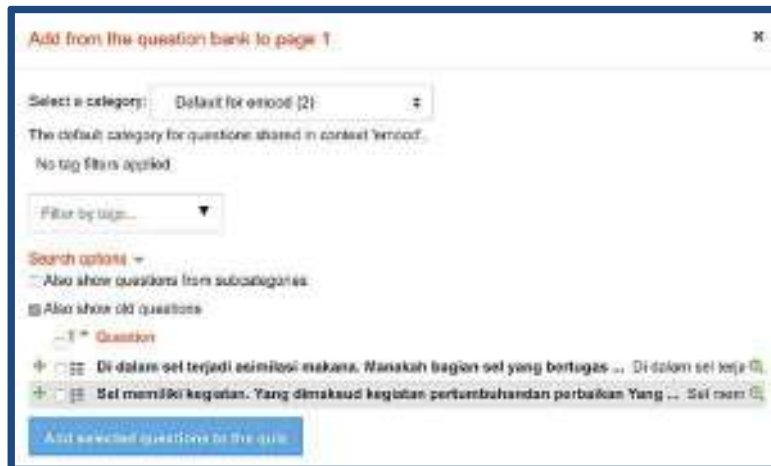 Add from the question bank to page 1
Select a category: Default for emood (2)
The default category for questions shared in context 'emood'.
No tag filters applied
Filter by tags... ▼
Search options
Also show questions from subcategories
Also show old questions
Question
Di dalam sel terjadi asimilasi makana. Manakah bagian sel yang bertugas ... Di dalam sel terja
Sel memiliki kegiatan. Yang dimaksud kegiatan pertumbuhandan perbaikan Yang ... Sel mem
Add selected questions to the quiz